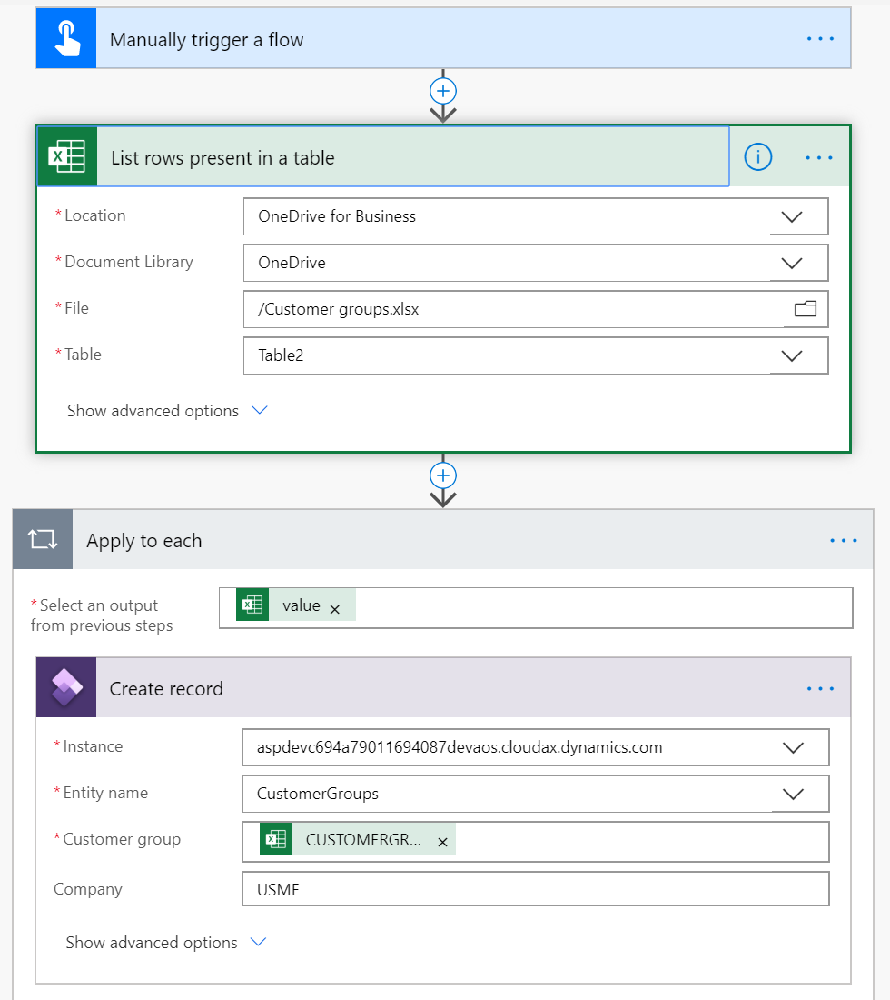 Manually trigger a flow
List rows present in a table
* Location
OneDrive for Business
* Document Library
OneDrive
* File
/Customer groups.xlsx
* Table
Table2
Show advanced options
Apply to each
* Select an output
from previous steps
value
Create record
* Instance
aspdevc694a79011694087devaos.cloudax.dynamics.com
* Entity name
CustomerGroups
* Customer group
CUSTOMERGR...
Company
USMF
Show advanced options